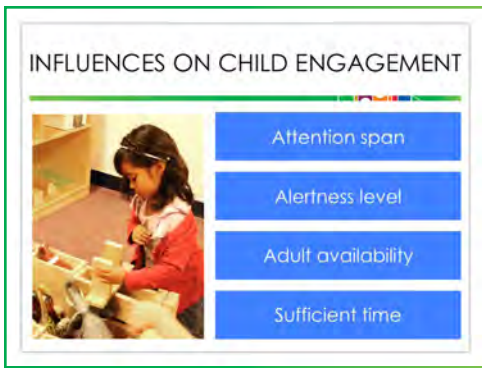 INFLUENCES ON CHILD ENGAGEMENT
Attention span
Alertness level
Adult availability
Sufficient time